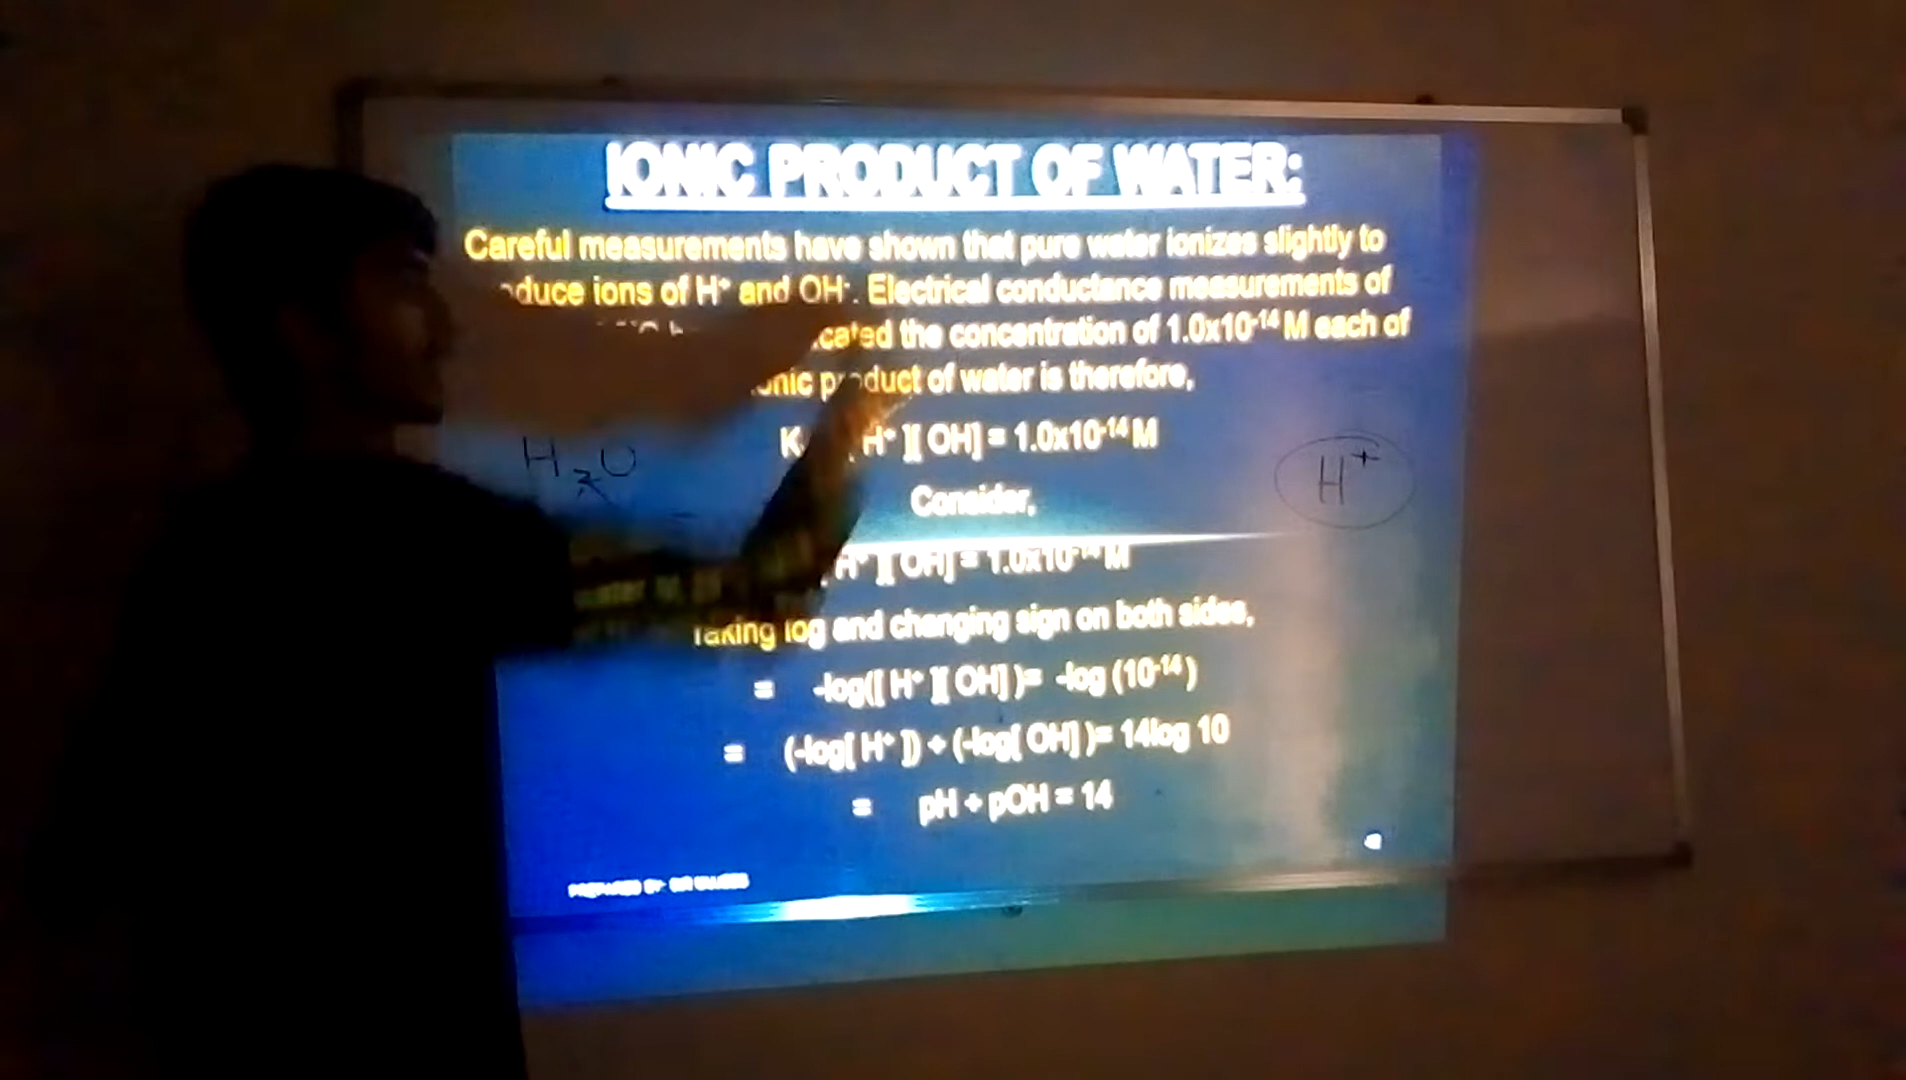 IONIC PRODUCT OF WATER:
Careful measurements have shown that pure water ionizes slightly to
duce ions of H⁺ and OH⁻. Electrical conductance measurements of
cated the concentration of 1.0x10⁻¹⁴ M each of
product of water is therefore,
K H⁺ ][ OH] = 1.0x10⁻¹⁴ M
H₂O
H⁺
Consider,
H⁺ ][ OH] = 1.0x10⁻¹⁴ M
Taking log and changing sign on both sides,
= -log([ H⁺ ][ OH] )= -log (10⁻¹⁴)
= (-log[ H⁺ ]) + (-log[ OH] )= 14log 10
= pH + pOH = 14
PREPARED BY: SIR